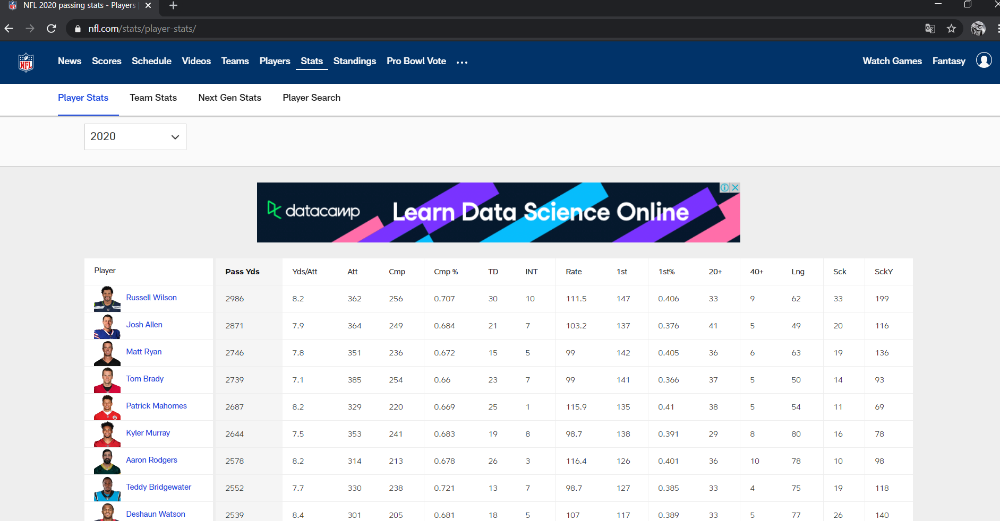 NFL 2020 passing stats - Players
nfl.com/stats/player-stats/
NFL News Scores Schedule Videos Teams Players Stats Standings Pro Bowl Vote ... Watch Games Fantasy
Player Stats Team Stats Next Gen Stats Player Search
2020
datacamp Learn Data Science Online
Player Pass Yds Yds/Att Att Cmp Cmp % TD INT Rate 1st 1st% 20+ 40+ Lng Sck SckY
Russell Wilson 2986 8.2 362 256 0.707 30 10 111.5 147 0.406 33 9 62 33 199
Josh Allen 2871 7.9 364 249 0.684 21 7 103.2 137 0.376 41 5 49 20 116
Matt Ryan 2746 7.8 351 236 0.672 15 5 99 142 0.405 36 6 63 19 136
Tom Brady 2739 7.1 385 254 0.66 23 7 99 141 0.366 37 5 50 14 93
Patrick Mahomes 2687 8.2 329 220 0.669 25 1 115.9 135 0.41 38 5 54 11 69
Kyler Murray 2644 7.5 353 241 0.683 19 8 98.7 138 0.391 29 8 80 16 78
Aaron Rodgers 2578 8.2 314 213 0.678 26 3 116.4 126 0.401 36 10 78 10 98
Teddy Bridgewater 2552 7.7 330 238 0.721 13 7 98.7 127 0.385 33 4 75 19 118
Deshaun Watson 2539 8.4 301 205 0.681 18 5 107 117 0.389 33 5 77 26 140